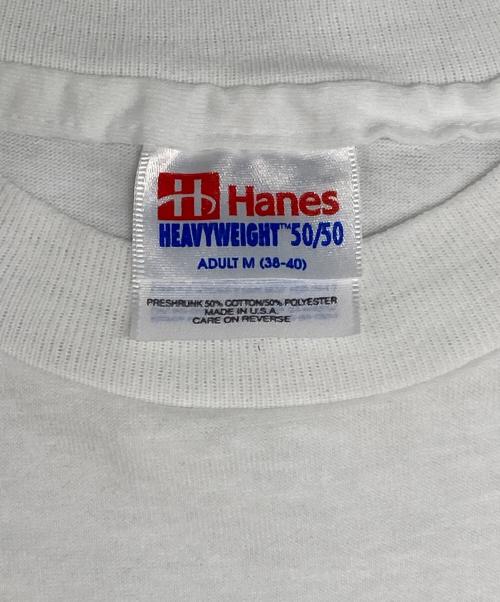 H Hanes
HEAVYWEIGHT™ 50/50
ADULT M (38-40)
PRESHRUNK 50% COTTON/50% POLYESTER
MADE IN U.S.A.
CARE ON REVERSE